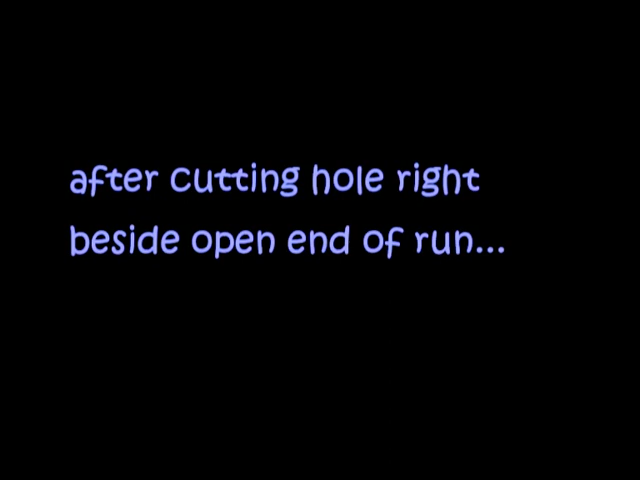 after cutting hole right
beside open end of run...